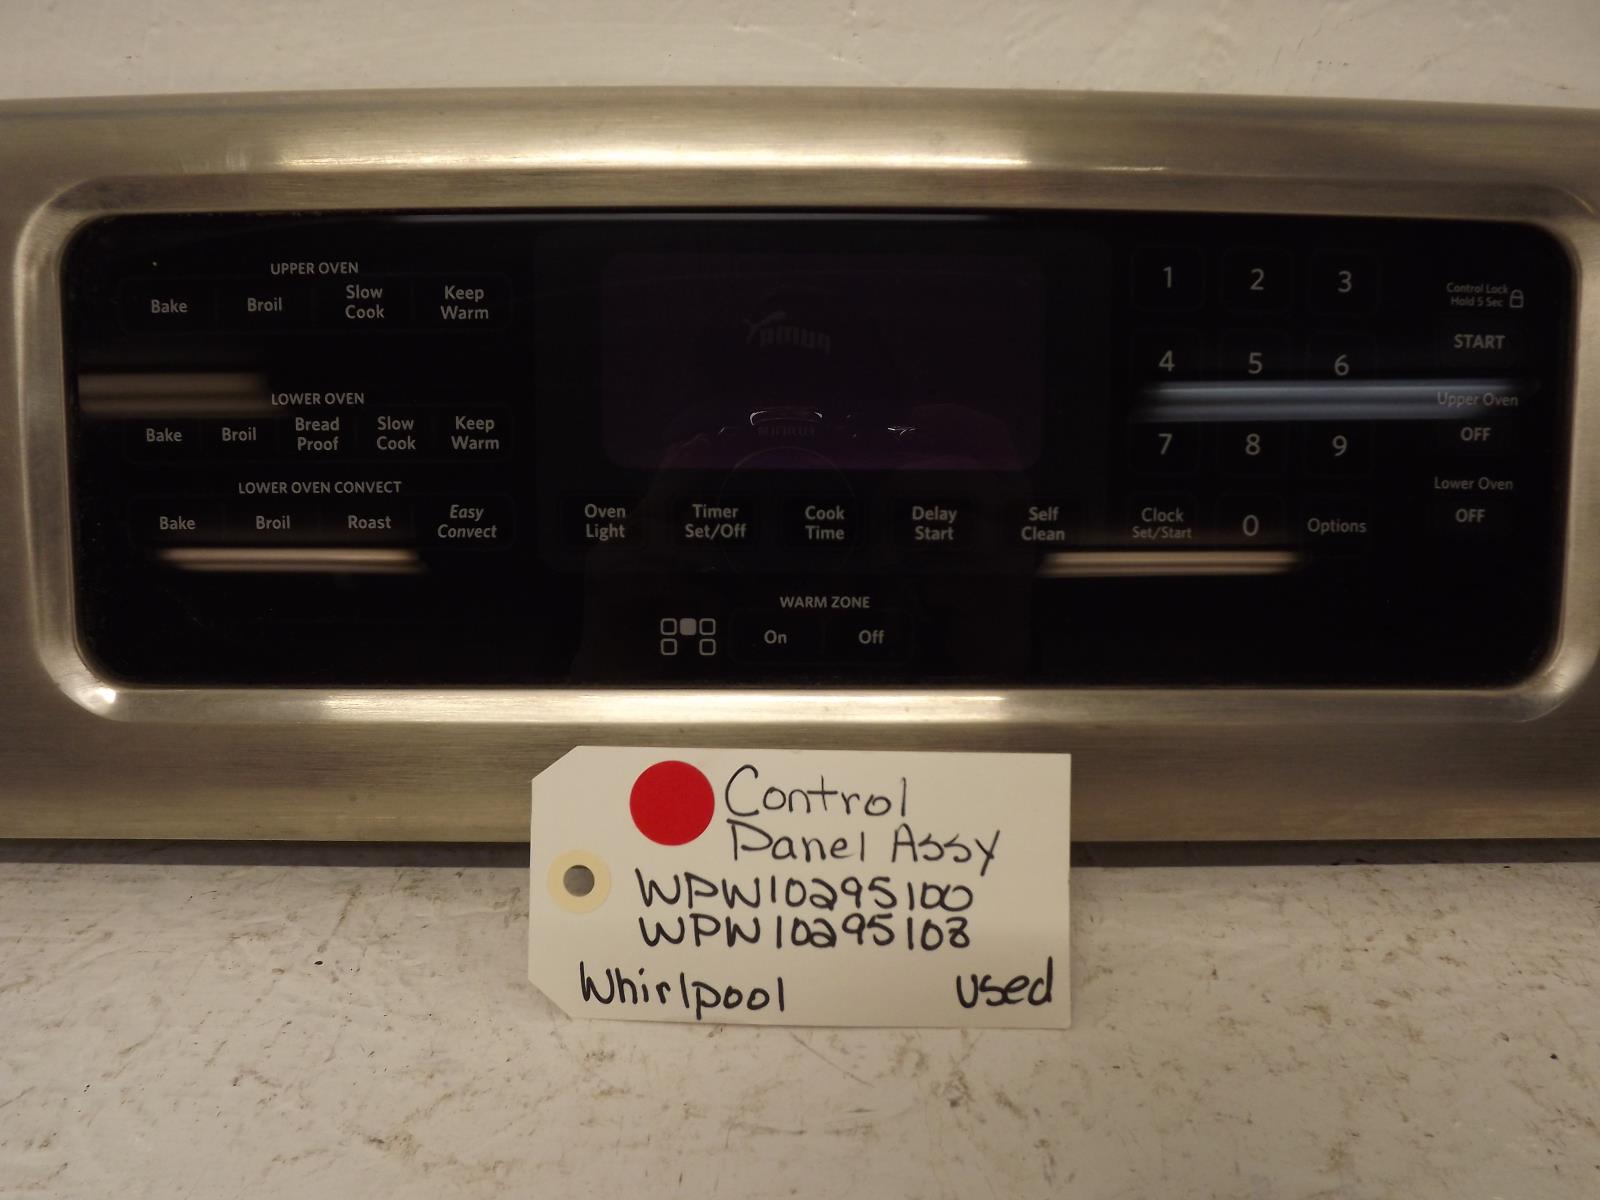 UPPER OVEN
Bake Broil Slow Cook Keep Warm
LOWER OVEN
Bake Broil Bread Proof Slow Cook Keep Warm
LOWER OVEN CONVECT
Bake Broil Roast Easy Convect
puma
Oven Light Timer Set/Off Cook Time Delay Start Self Clean
WARM ZONE
On Off
1 2 3
4 5 6
7 8 9
Clock Set/Start 0 Options
Control Lock
Hold 5 Sec
START
Upper Oven
OFF
Lower Oven
OFF
Control
Panel Assy
WPW10295100
WPW10295108
Whirlpool used